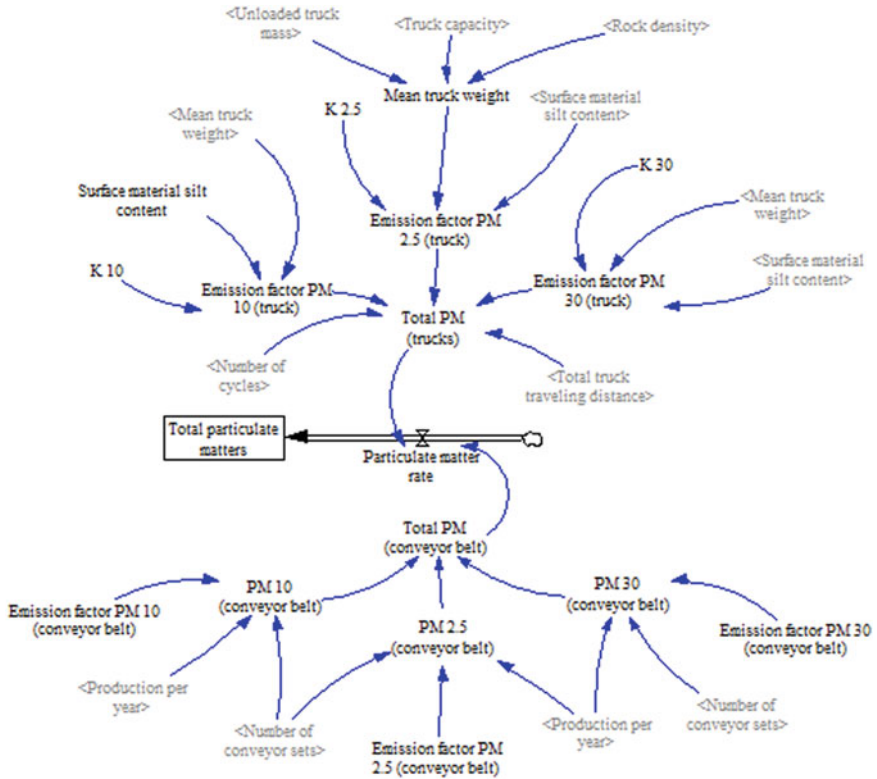 <Unloaded truck
mass>
<Truck capacity>
<Rock density>
Mean truck weight
<Surface material
silt content>
K 2.5
<Mean truck
weight>
K 30
Surface material silt
content
<Mean truck
weight>
Emission factor PM
2.5 (truck)
<Surface material
silt content>
K 10
Emission factor PM
10 (truck)
Emission factor PM
30 (truck)
Total PM
(trucks)
<Number of
cycles>
<Total truck
traveling distance>
Total particulate
matters
Particulate matter
rate
Total PM
(conveyor belt)
PM 10
(conveyor belt)
PM 30
(conveyor belt)
Emission factor PM 10
(conveyor belt)
PM 2.5
(conveyor belt)
Emission factor PM 30
(conveyor belt)
<Production per
year>
<Number of
conveyor sets>
<Production per
year>
<Number of
conveyor sets>
Emission factor PM
2.5 (conveyor belt)